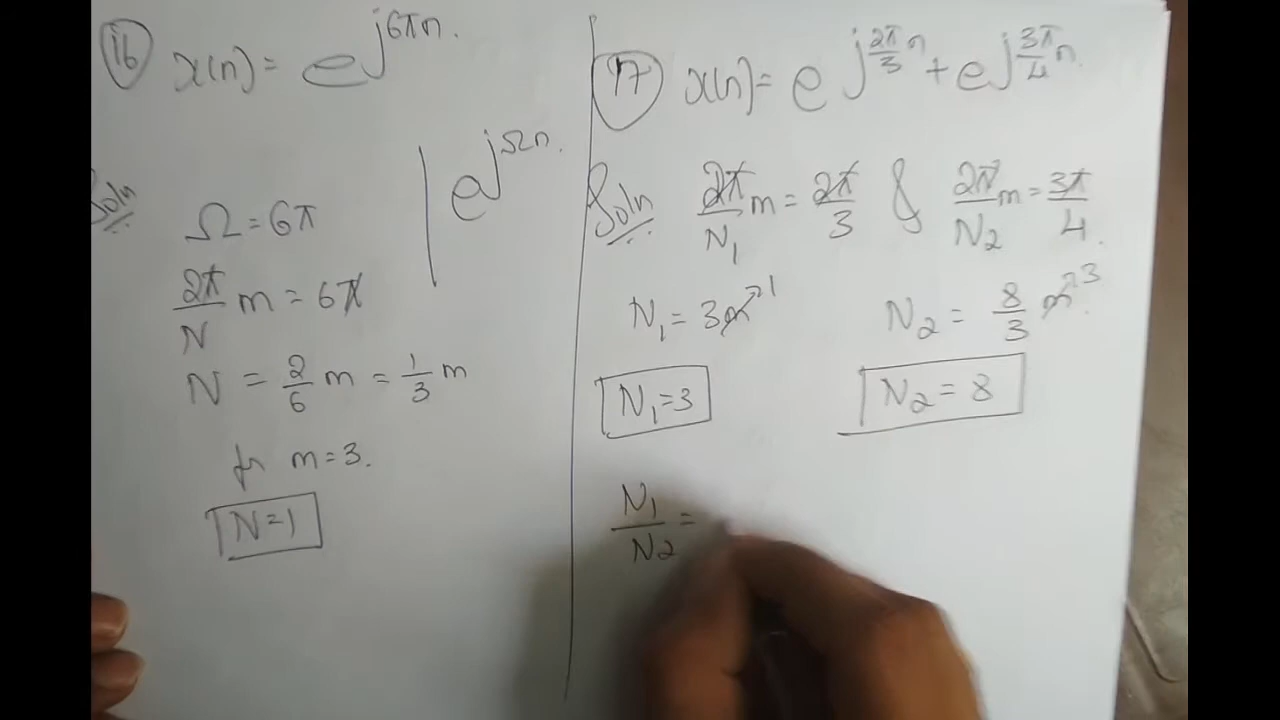 16 x(n) = e^{j6πn}.
Soln
e^{jΩn}.
Ω = 6π
2π/N m = 6π
N = 2/6 m = 1/3 m
for m = 3.
N = 1
17 x(n) = e^{j 2π/3 n} + e^{j 3π/4 n}.
Soln 2π/N₁ m = 2π/3 & 2π/N₂ m = 3π/4.
N₁ = 3m→1 N₂ = 8/3 m→3.
N₁ = 3 N₂ = 8
N₁/N₂ =